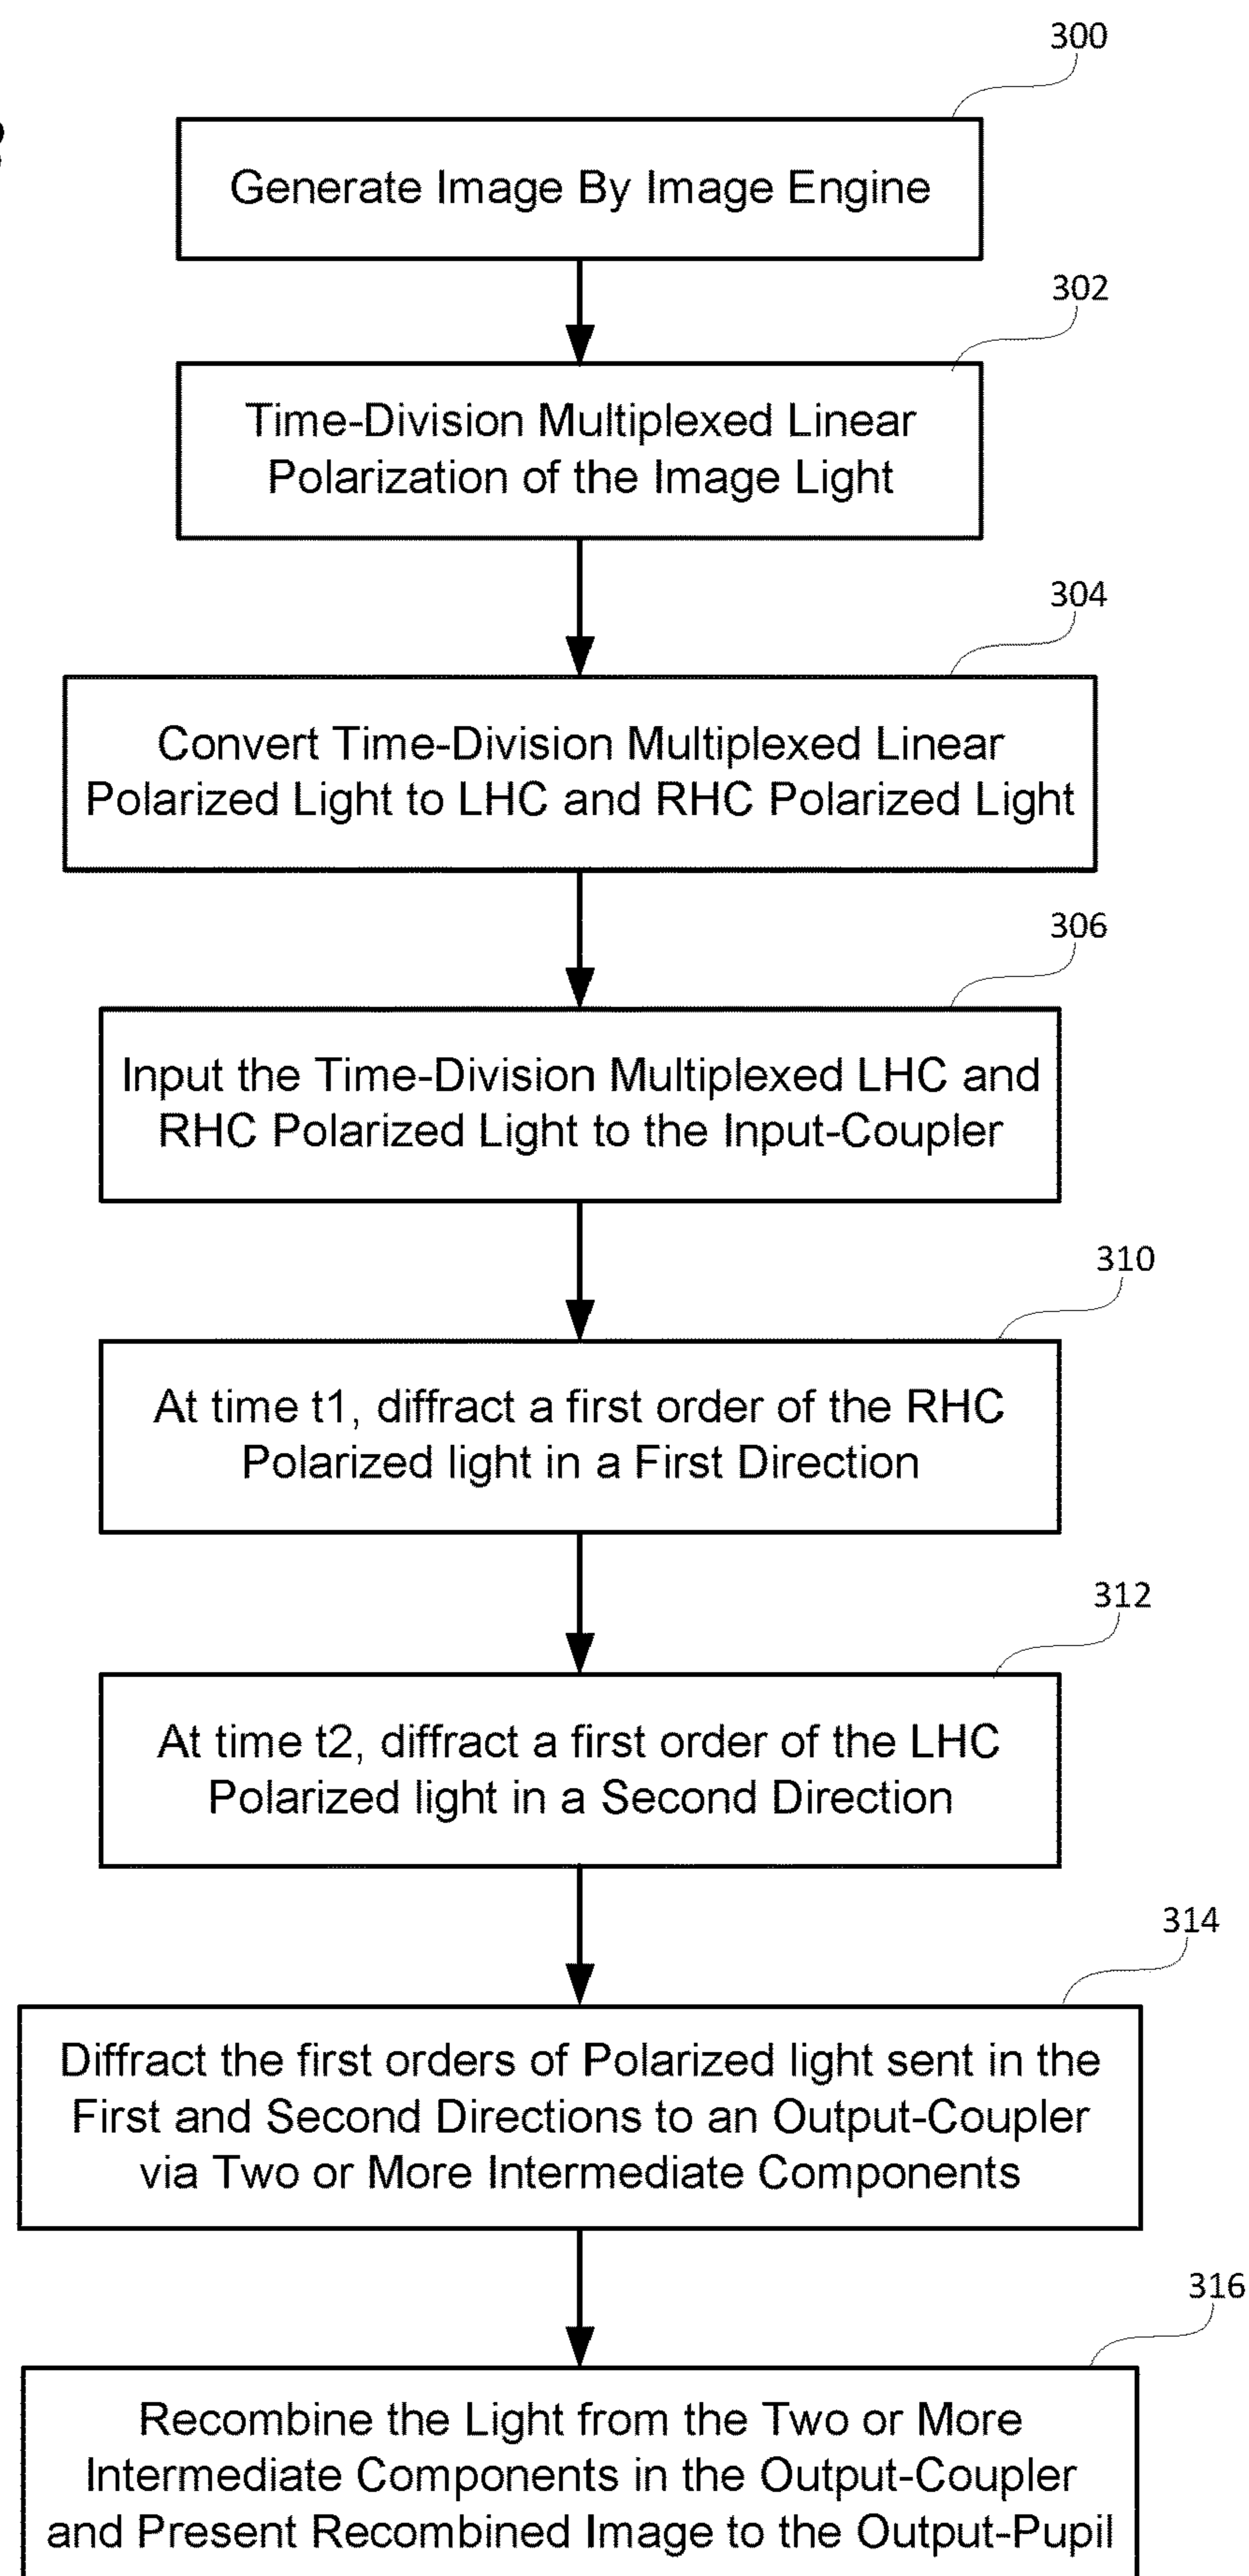 300
Generate Image By Image Engine
302
Time-Division Multiplexed Linear
Polarization of the Image Light
304
Convert Time-Division Multiplexed Linear
Polarized Light to LHC and RHC Polarized Light
306
Input the Time-Division Multiplexed LHC and
RHC Polarized Light to the Input-Coupler
310
At time t1, diffract a first order of the RHC
Polarized light in a First Direction
312
At time t2, diffract a first order of the LHC
Polarized light in a Second Direction
314
Diffract the first orders of Polarized light sent in the
First and Second Directions to an Output-Coupler
via Two or More Intermediate Components
316
Recombine the Light from the Two or More
Intermediate Components in the Output-Coupler
and Present Recombined Image to the Output-Pupil